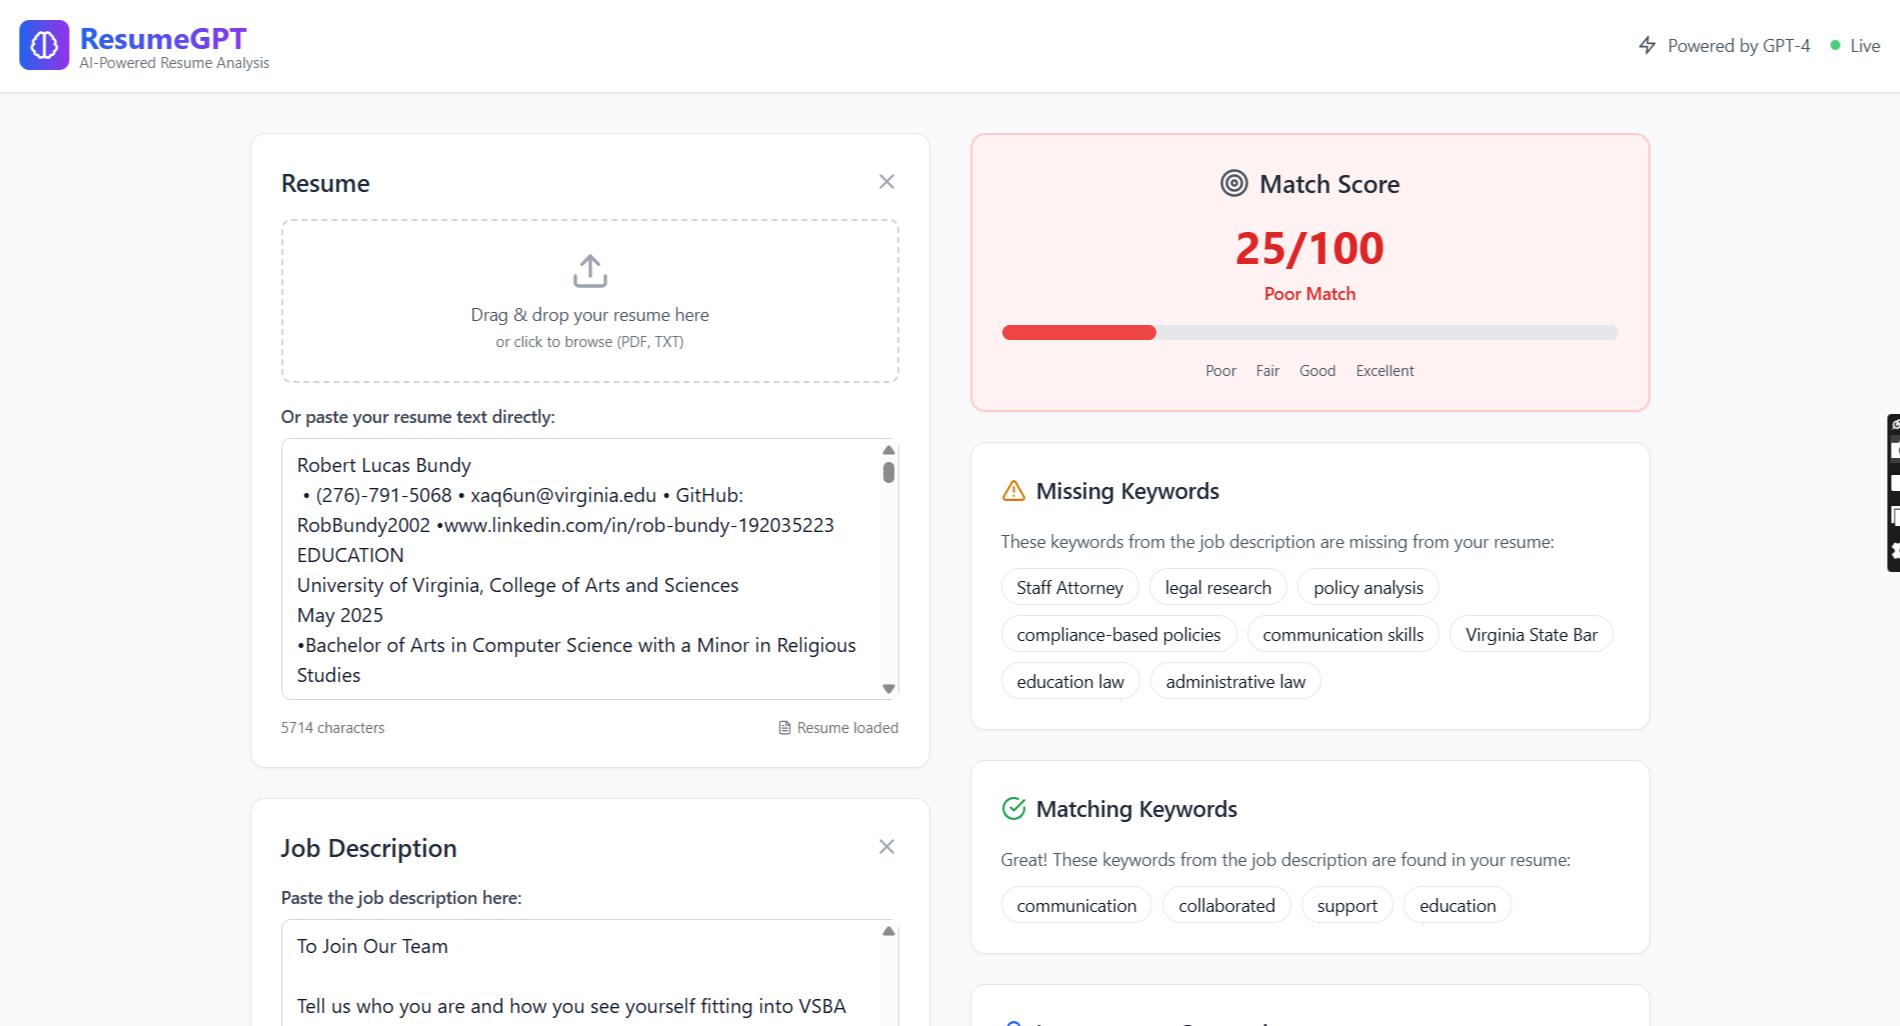 ResumeGPT
AI-Powered Resume Analysis
Powered by GPT-4
Live
Resume
Drag & drop your resume here
or click to browse (PDF, TXT)
Or paste your resume text directly:
Robert Lucas Bundy
• (276)-791-5068 • xaq6un@virginia.edu • GitHub:
RobBundy2002 •www.linkedin.com/in/rob-bundy-192035223
EDUCATION
University of Virginia, College of Arts and Sciences
May 2025
•Bachelor of Arts in Computer Science with a Minor in Religious
Studies
5714 characters
Resume loaded
Job Description
Paste the job description here:
To Join Our Team
Tell us who you are and how you see yourself fitting into VSBA
Match Score
25/100
Poor Match
Poor Fair Good Excellent
Missing Keywords
These keywords from the job description are missing from your resume:
Staff Attorney legal research policy analysis
compliance-based policies communication skills Virginia State Bar
education law administrative law
Matching Keywords
Great! These keywords from the job description are found in your resume:
communication collaborated support education